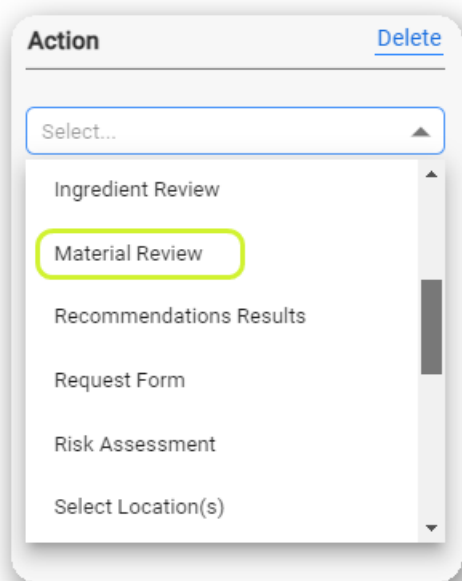 Action
Delete
Select...
Ingredient Review
Material Review
Recommendations Results
Request Form
Risk Assessment
Select Location(s)